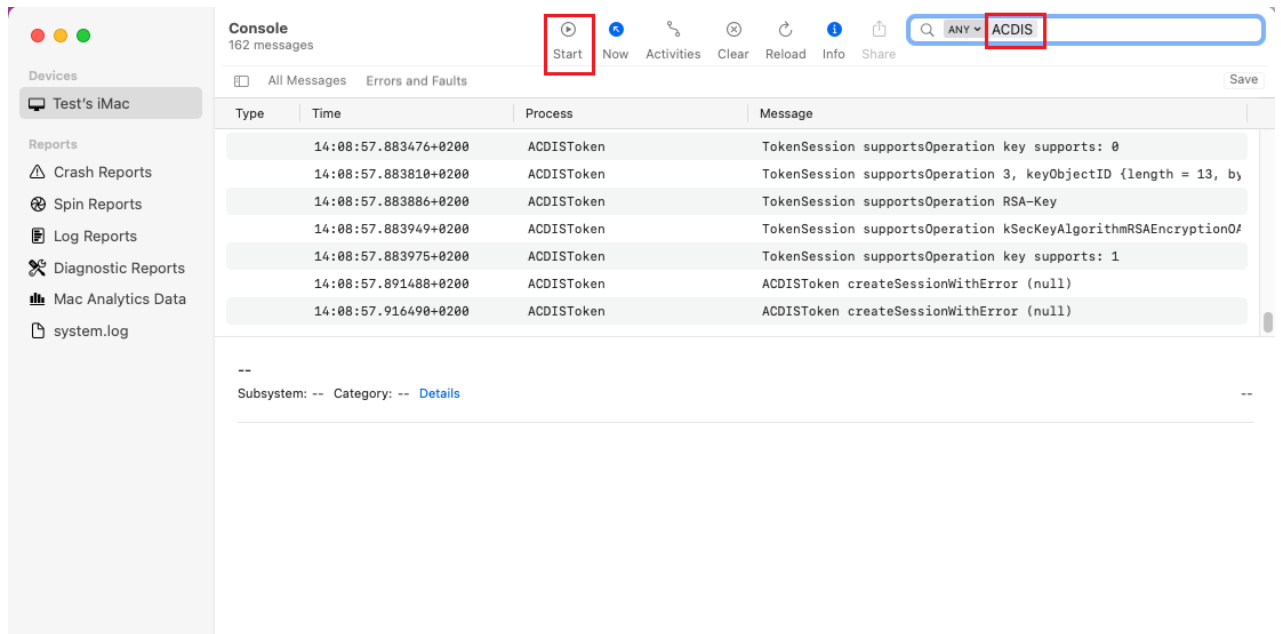 Console
162 messages
Start Now Activities Clear Reload Info Share
ANY ACDIS
Devices
Test's iMac
Reports
Crash Reports
Spin Reports
Log Reports
Diagnostic Reports
Mac Analytics Data
system.log
All Messages Errors and Faults Save
Type Time Process Message
14:08:57.883476+0200 ACDISToken TokenSession supportsOperation key supports: 0
14:08:57.883810+0200 ACDISToken TokenSession supportsOperation 3, keyObjectID {length = 13, by
14:08:57.883886+0200 ACDISToken TokenSession supportsOperation RSA-Key
14:08:57.883949+0200 ACDISToken TokenSession supportsOperation kSecKeyAlgorithmRSAEncryptionOA
14:08:57.883975+0200 ACDISToken TokenSession supportsOperation key supports: 1
14:08:57.891488+0200 ACDISToken ACDISToken createSessionWithError (null)
14:08:57.916490+0200 ACDISToken ACDISToken createSessionWithError (null)
--
Subsystem: -- Category: -- Details --